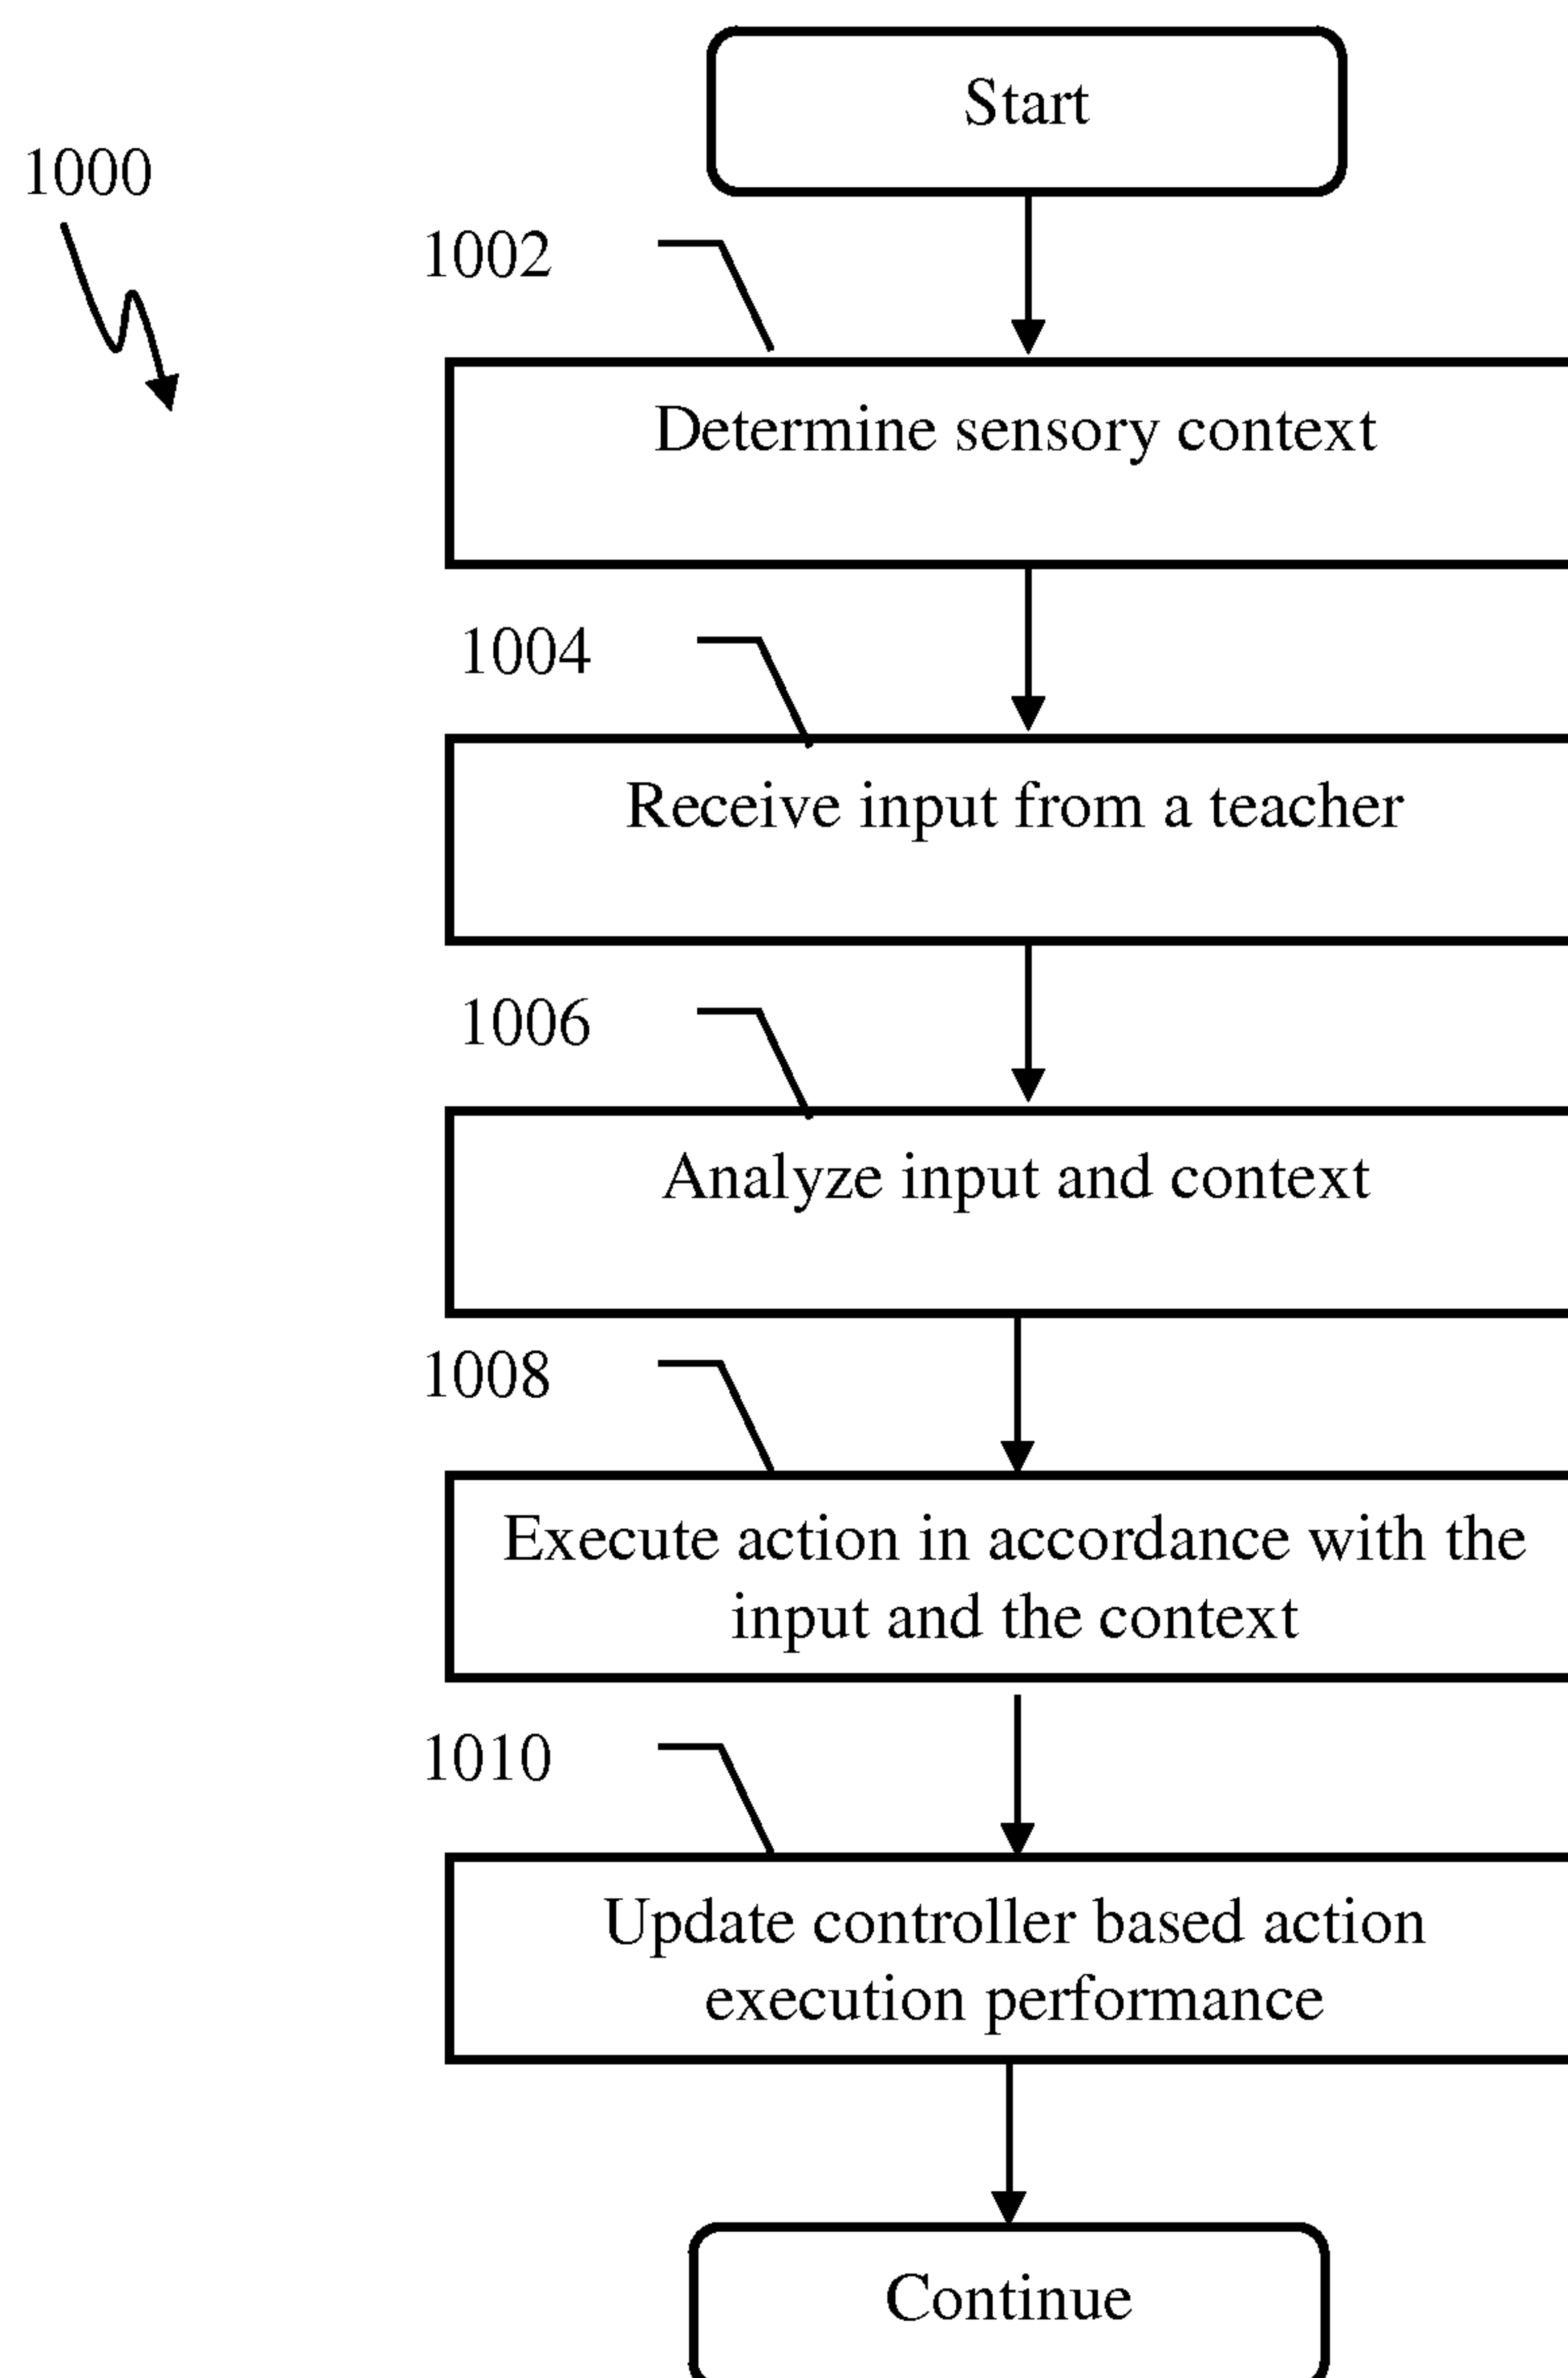 Start
1000
1002
Determine sensory context
1004
Receive input from a teacher
1006
Analyze input and context
1008
Execute action in accordance with the
input and the context
1010
Update controller based action
execution performance
Continue